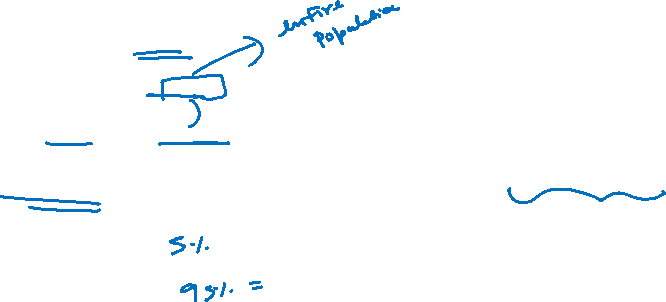 entire
population
5%
95% =